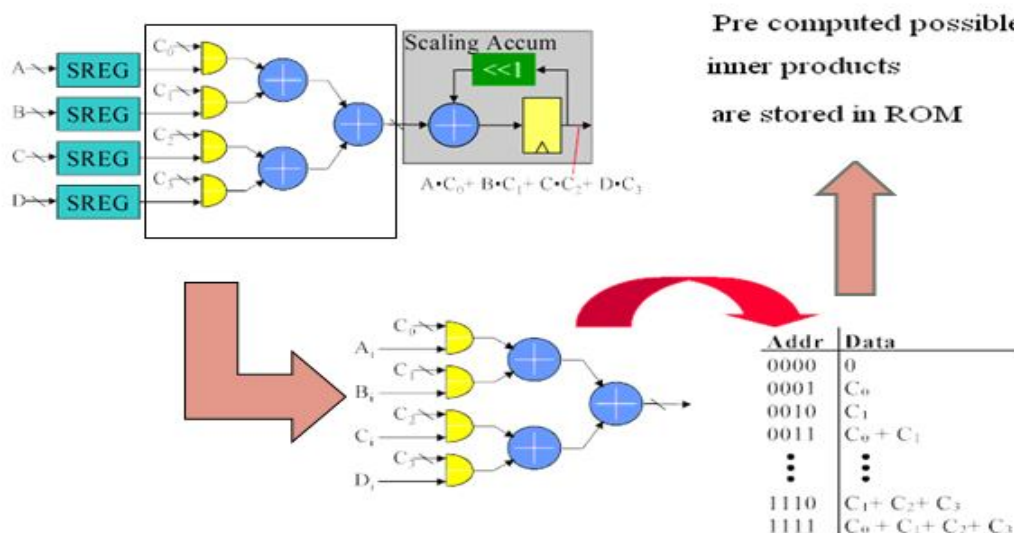 Pre computed possible
inner products
are stored in ROM
Scaling Accum
<<1
A•C₀+ B•C₁+ C•C₂+ D•C₃
A SREG C₀
B SREG C₁
C SREG C₂
D SREG C₃
C₀
Aᵢ
C₁
Bᵢ
C₂
Cᵢ
C₃
Dᵢ
Addr Data
0000 0
0001 C₀
0010 C₁
0011 C₀ + C₁
1110 C₁+ C₂+ C₃
1111 C₀ + C₁+ C₂+ C₃